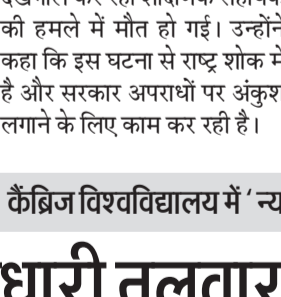 की हमले में मौत हो गई। उन्होंने
कहा कि इस घटना से राष्ट्र शोक में
है और सरकार अपराधों पर अंकुश
लगाने के लिए काम कर रही है।
कैंब्रिज विश्वविद्यालय में ‘ न्य
धारी तलवार